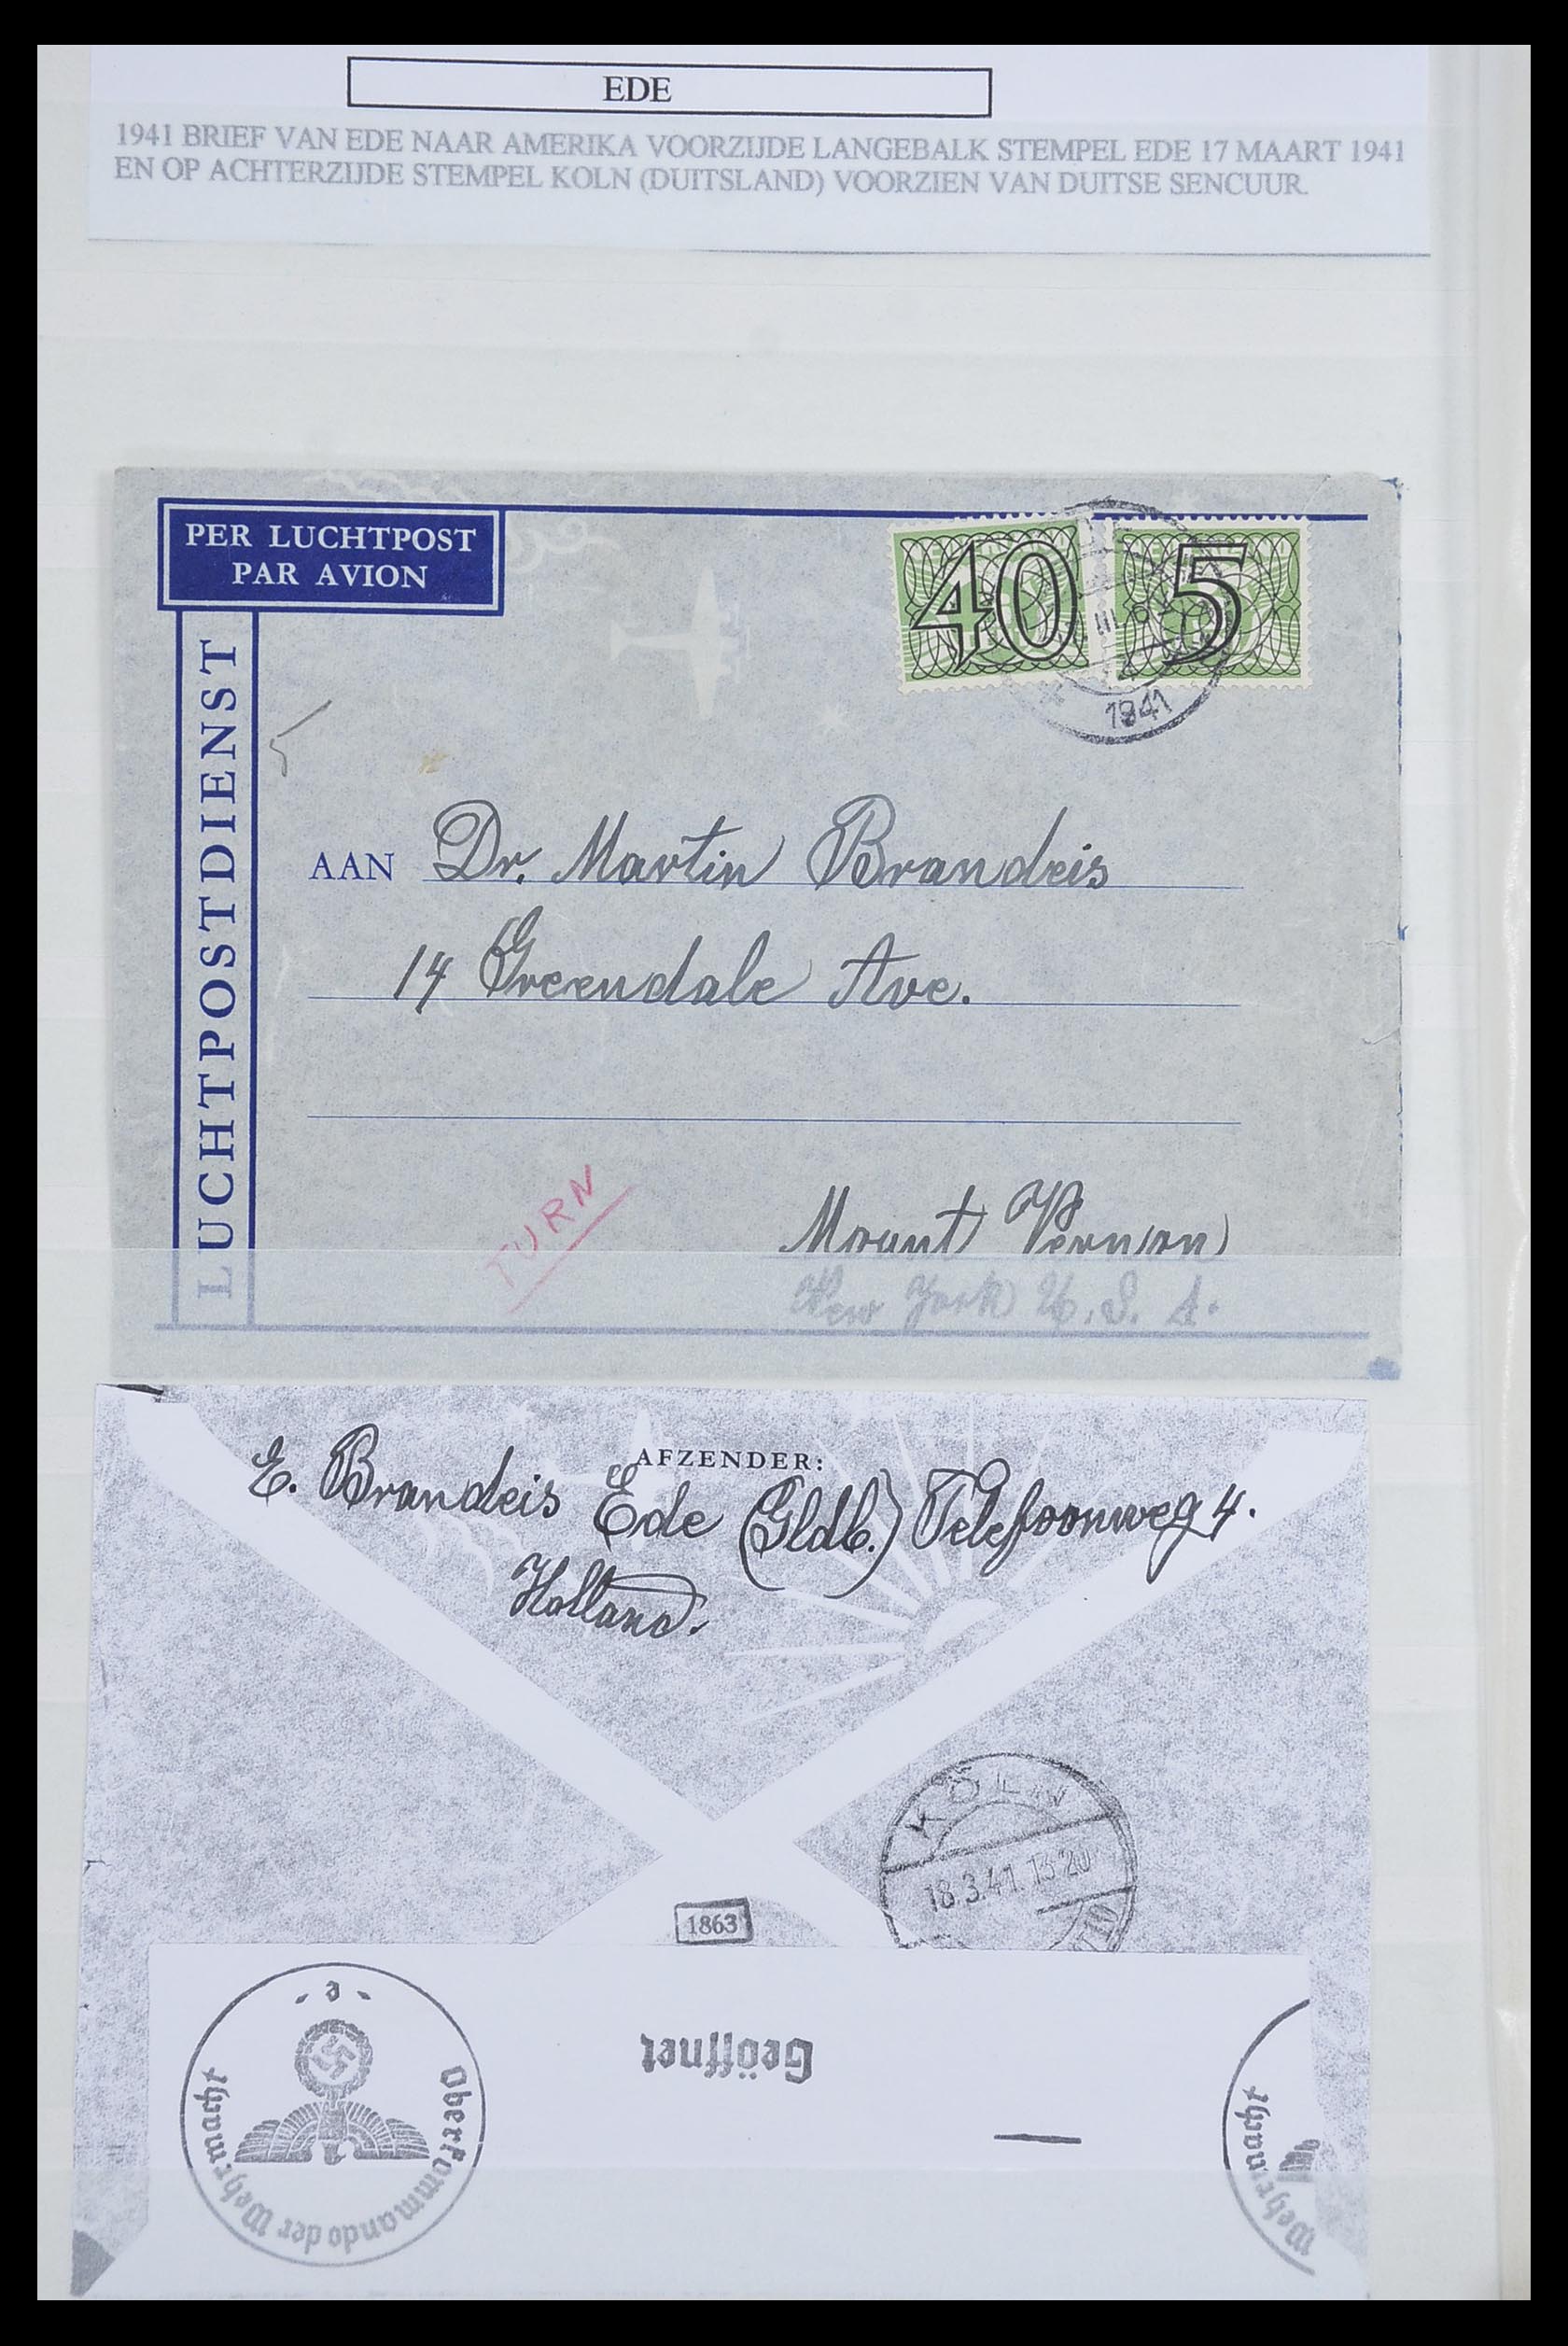 EDE
1941 BRIEF VAN EDE NAAR AMERIKA VOORZIJDE LANGEBALK STEMPEL EDE 17 MAART 1941
EN OP ACHTERZIJDE STEMPEL KOLN (DUITSLAND) VOORZIEN VAN DUITSE SENCUUR.
PER LUCHTPOST
PAR AVION
LUCHTPOSTDIENST
40
5
III
1941
AAN Dr. Martin Brandeis
14 Greendale Ave.
TURN
Mount Vernon
New York U.S.A.
AFZENDER:
E. Brandeis Ede (Gldl.) Telefoonweg 4.
Holland.
KÖLN
18.3.41.13 20
1863
- e -
Oberkommando der Wehrmacht
Geöffnet
Wehrmacht